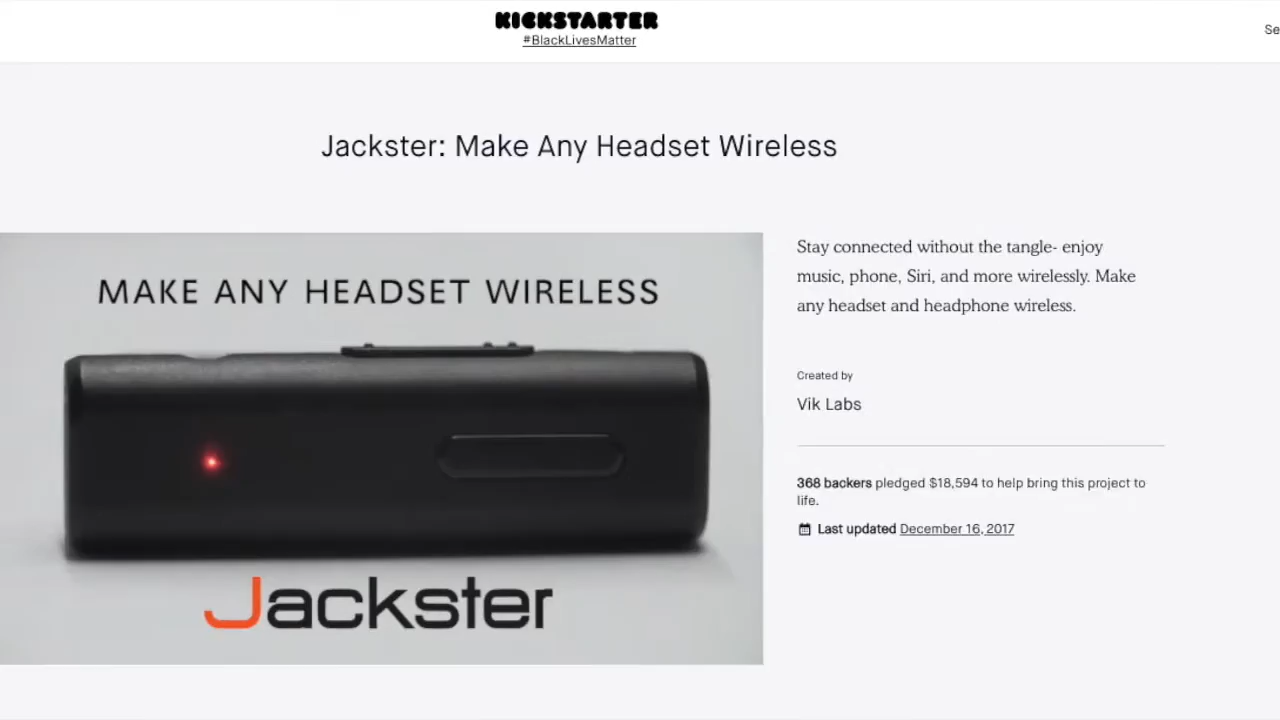 KICKSTARTER
#BlackLivesMatter
Se
Jackster: Make Any Headset Wireless
MAKE ANY HEADSET WIRELESS
Jackster
Stay connected without the tangle- enjoy
music, phone, Siri, and more wirelessly. Make
any headset and headphone wireless.
Created by
Vik Labs
368 backers pledged $18,594 to help bring this project to
life.
Last updated December 16, 2017